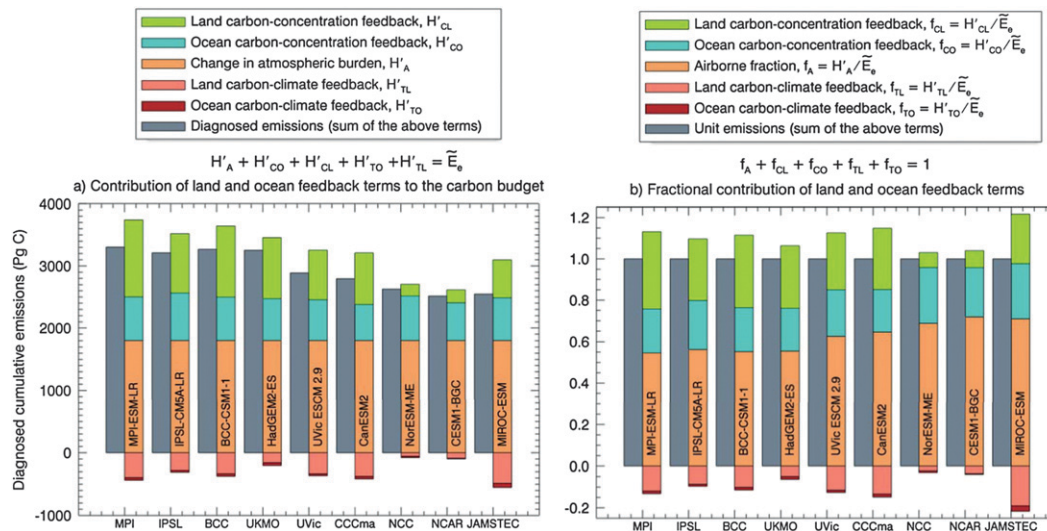 Land carbon-concentration feedback, H′CL
Ocean carbon-concentration feedback, H′CO
Change in atmospheric burden, H′A
Land carbon-climate feedback, H′TL
Ocean carbon-climate feedback, H′TO
Diagnosed emissions (sum of the above terms)
H′A + H′CO + H′CL + H′TO +H′TL = Ẽe
a) Contribution of land and ocean feedback terms to the carbon budget
Diagnosed cumulative emissions (Pg C)
4000
3000
2000
1000
0
-1000
MPI-ESM-LR
IPSL-CM5A-LR
BCC-CSM1-1
HadGEM2-ES
UVic ESCM 2.9
CanESM2
NorESM-ME
CESM1-BGC
MIROC-ESM
MPI IPSL BCC UKMO UVic CCCma NCC NCAR JAMSTEC
Land carbon-concentration feedback, fCL = H′CL/Ẽe
Ocean carbon-concentration feedback, fCO = H′CO/Ẽe
Airborne fraction, fA = H′A/Ẽe
Land carbon-climate feedback, fTL = H′TL/Ẽe
Ocean carbon-climate feedback, fTO = H′TO/Ẽe
Unit emissions (sum of the above terms)
fA + fCL + fCO + fTL + fTO = 1
b) Fractional contribution of land and ocean feedback terms
1.2
1.0
0.8
0.6
0.4
0.2
0.0
-0.2
MPI-ESM-LR
IPSL-CM5A-LR
BCC-CSM1-1
HadGEM2-ES
UVic ESCM 2.9
CanESM2
NorESM-ME
CESM1-BGC
MIROC-ESM
MPI IPSL BCC UKMO UVic CCCma NCC NCAR JAMSTEC